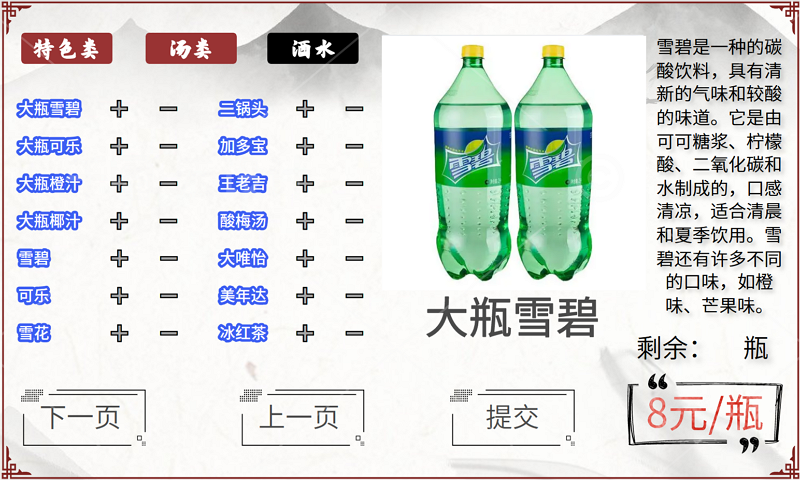 特色类
汤类
酒水
大瓶雪碧
二锅头
大瓶可乐
加多宝
大瓶橙汁
王老吉
大瓶椰汁
酸梅汤
雪碧
大唯怡
可乐
美年达
雪花
冰红茶
雪碧
雪碧
大瓶雪碧
雪碧是一种的碳
酸饮料，具有清
新的气味和较酸
的味道。它是由
可可糖浆、柠檬
酸、二氧化碳和
水制成的，口感
清凉，适合清晨
和夏季饮用。雪
碧还有许多不同
的口味，如橙
味、芒果味。
剩余： 瓶
下一页
上一页
提交
8元/瓶